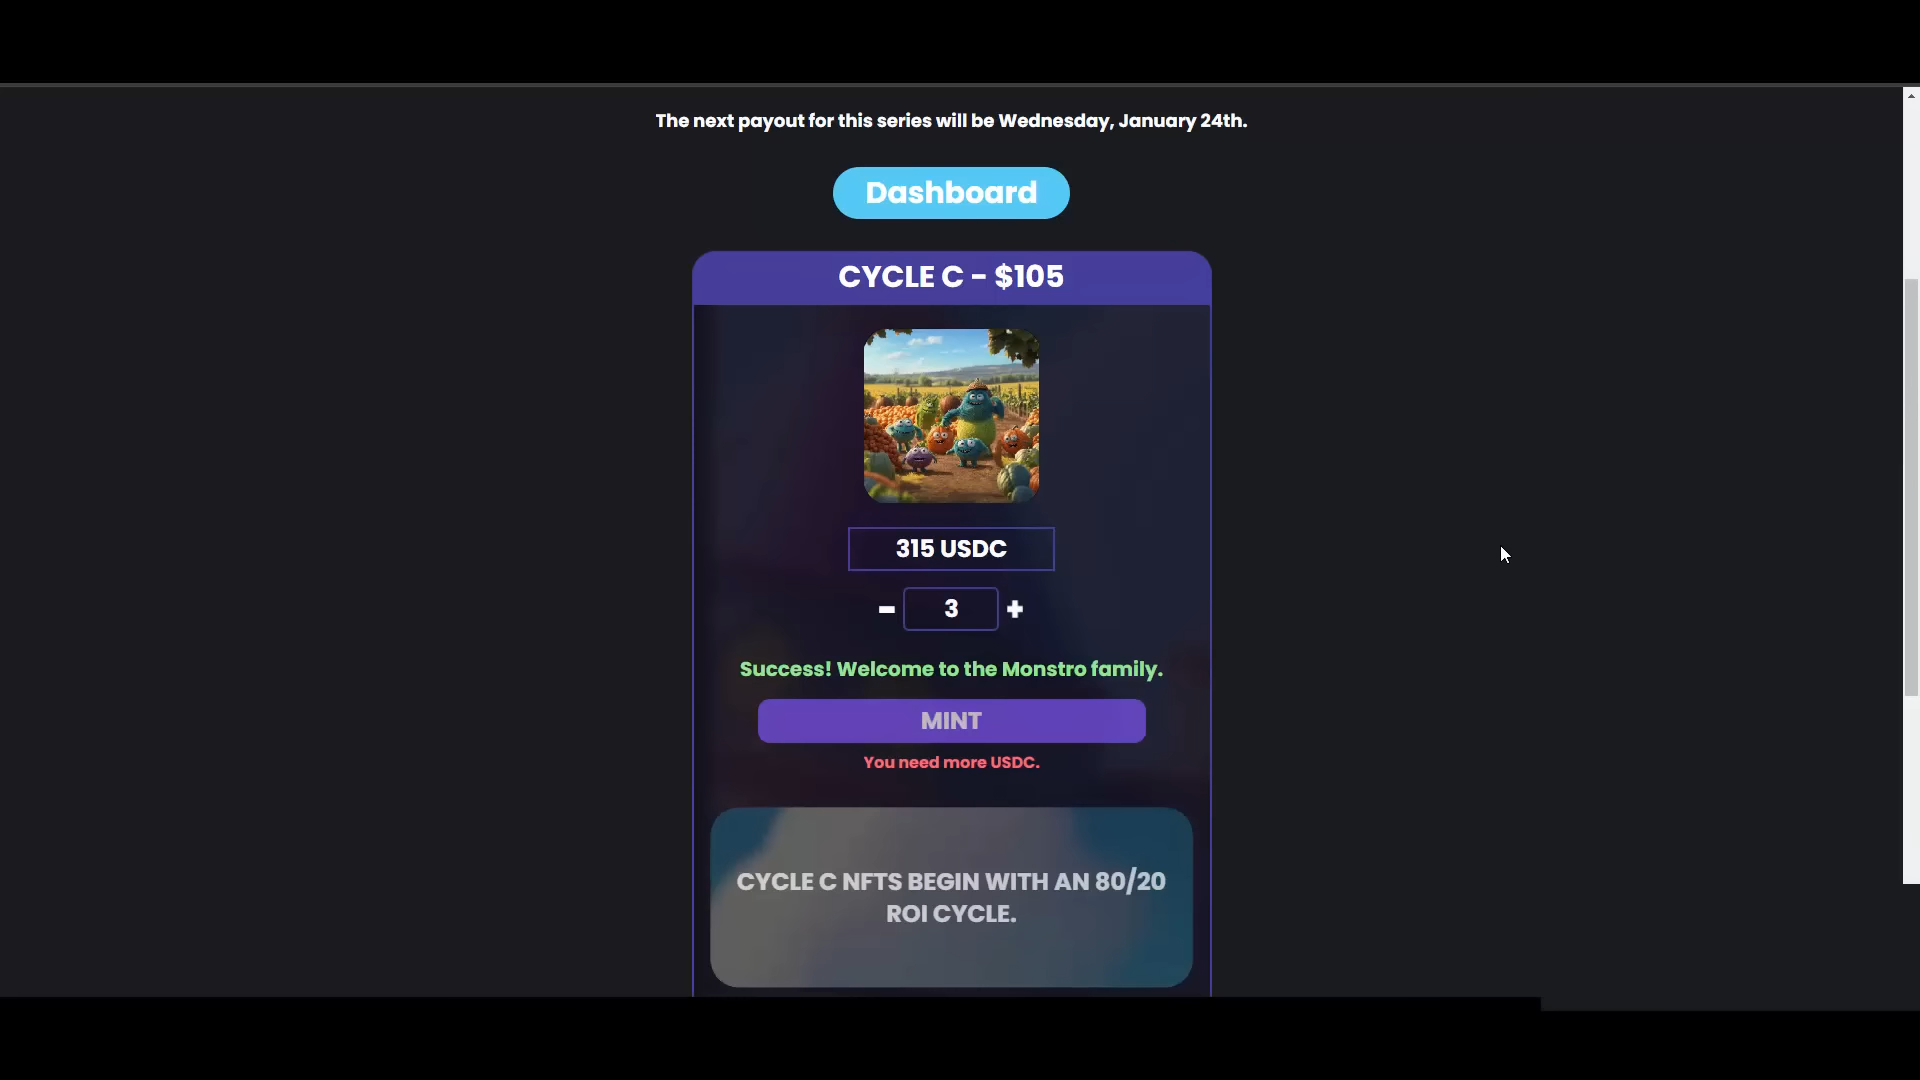 The next payout for this series will be Wednesday, January 24th.
Dashboard
CYCLE C - $105
315 USDC
- 3 +
Success! Welcome to the Monstro family.
MINT
You need more USDC.
CYCLE C NFTS BEGIN WITH AN 80/20
ROI CYCLE.